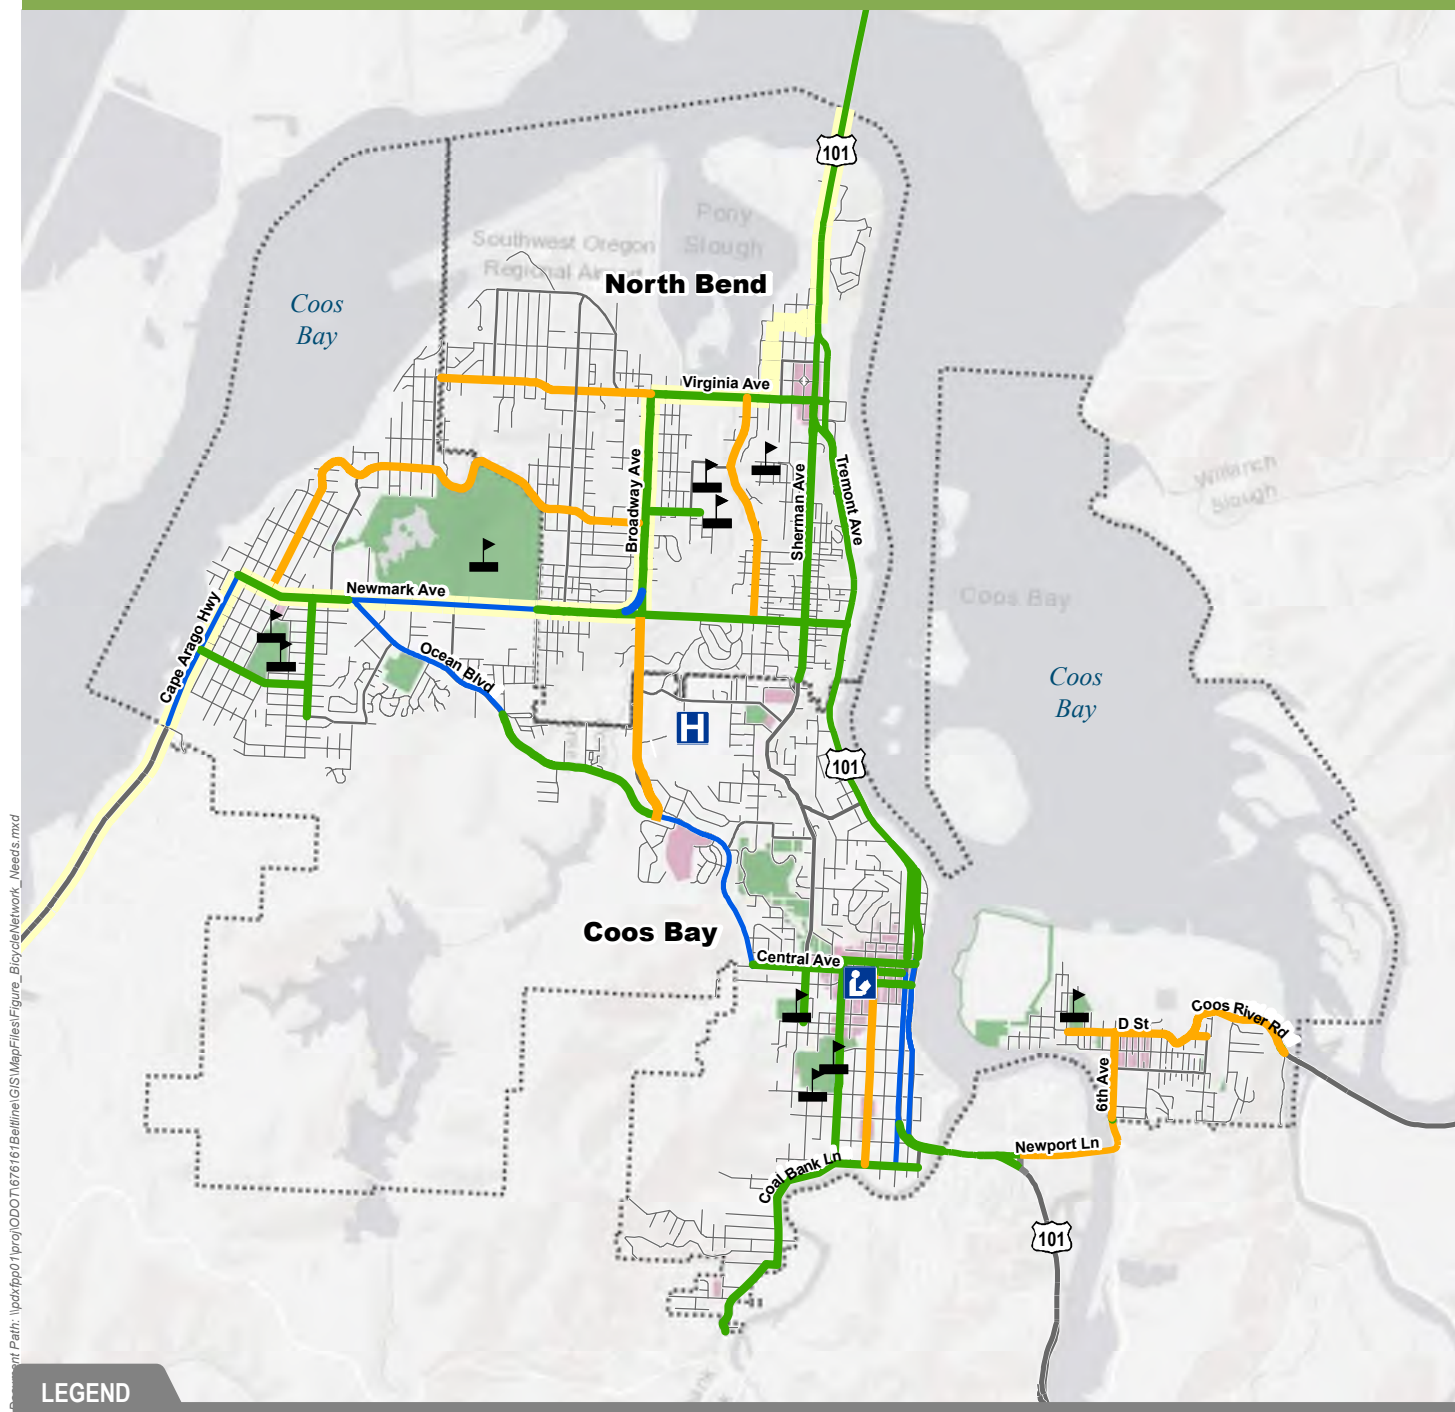 101
Pony
Slough
Southwest Oregon
Regional Airport
North Bend
Coos
Bay
Virginia Ave
Broadway Ave
Sherman Ave
Tremont Ave
Willanch
Slough
Newmark Ave
Cape Arago Hwy
Ocean Blvd
Coos Bay
Coos
Bay
H
101
Coos Bay
Central Ave
Coos River Rd
D St
6th Ave
Newport Ln
Coal Bank Ln
101
ent Path: \\pdxfpp01\proj\ODOT\676161Beltline\GIS\MapFiles\Figure_BicycleNetwork_Needs.mxd
LEGEND